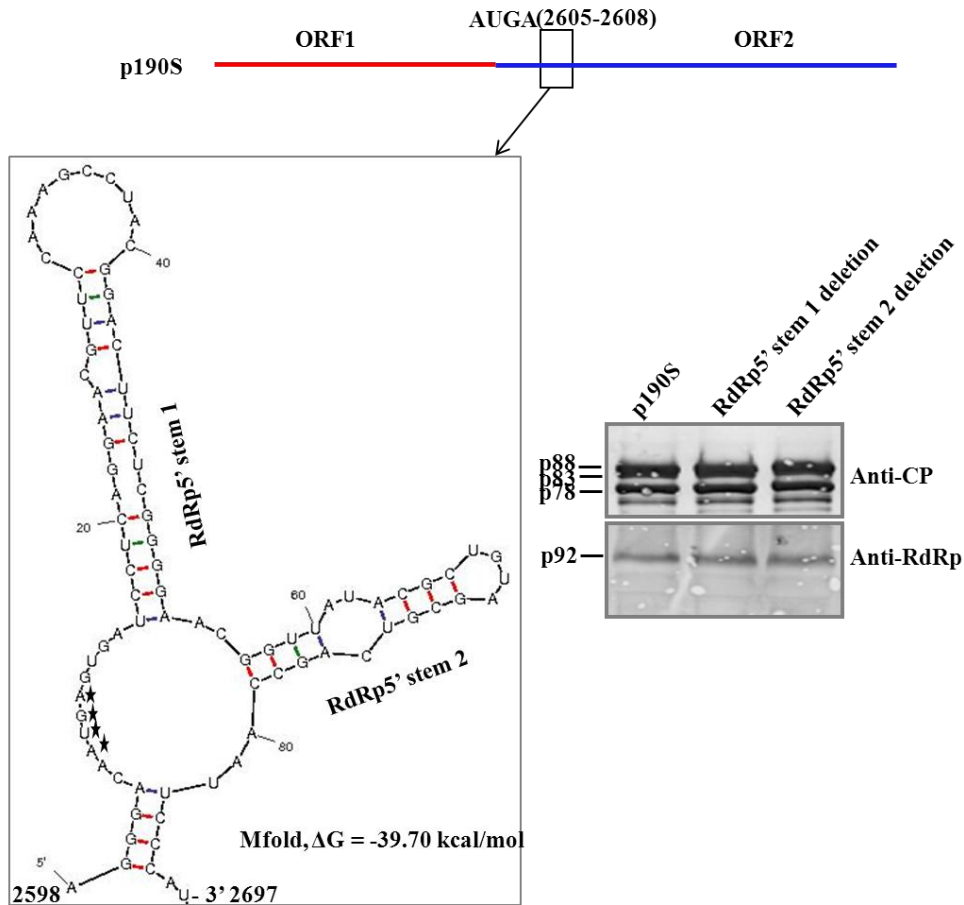 AUGA(2605-2608)
ORF1
ORF2
p190S
5'
AGGGACAAUGAGUGAUCCUCAGGAACGUUCCAAAGCCUACGGACUUCUCGGGGAACGGUUAUACGCUGUAGCGUCAGCCAAUUCCCAU
20
40
60
80
RdRp5' stem 1
RdRp5' stem 2
Mfold, ΔG = -39.70 kcal/mol
2598
- 3' 2697
p190S
RdRp5' stem 1 deletion
RdRp5' stem 2 deletion
p88
p83
p78
Anti-CP
p92
Anti-RdRp